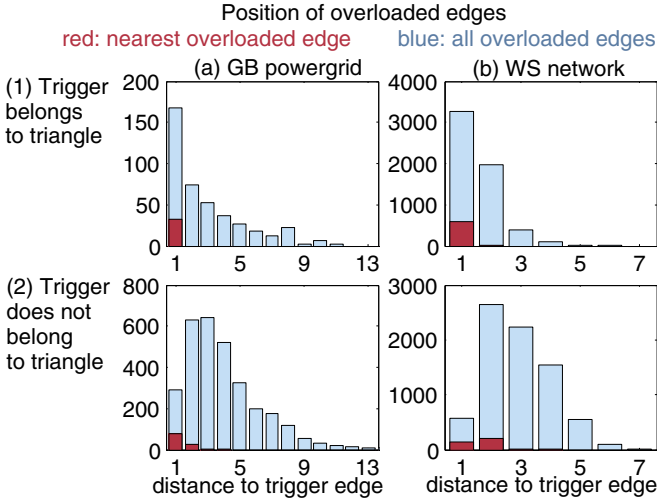 Position of overloaded edges
red: nearest overloaded edge blue: all overloaded edges
(a) GB powergrid (b) WS network
(1) Trigger
belongs
to triangle
200
150
100
50
0
1 5 9 13
4000
3000
2000
1000
0
1 3 5 7
(2) Trigger
does not
belong
to triangle
800
600
400
200
0
1 5 9 13
distance to trigger edge
3000
2000
1000
0
1 3 5 7
distance to trigger edge